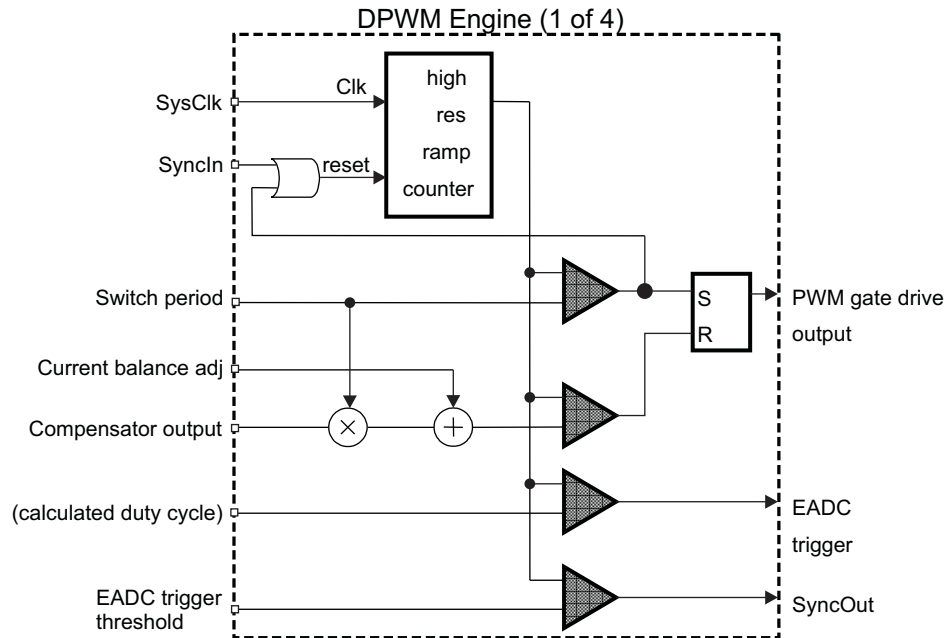 DPWM Engine (1 of 4)
SysClk
Clk
high
res
ramp
counter
SyncIn
reset
Switch period
S
R
PWM gate drive
output
Current balance adj
Compensator output
×
+
(calculated duty cycle)
EADC
trigger
EADC trigger
threshold
SyncOut